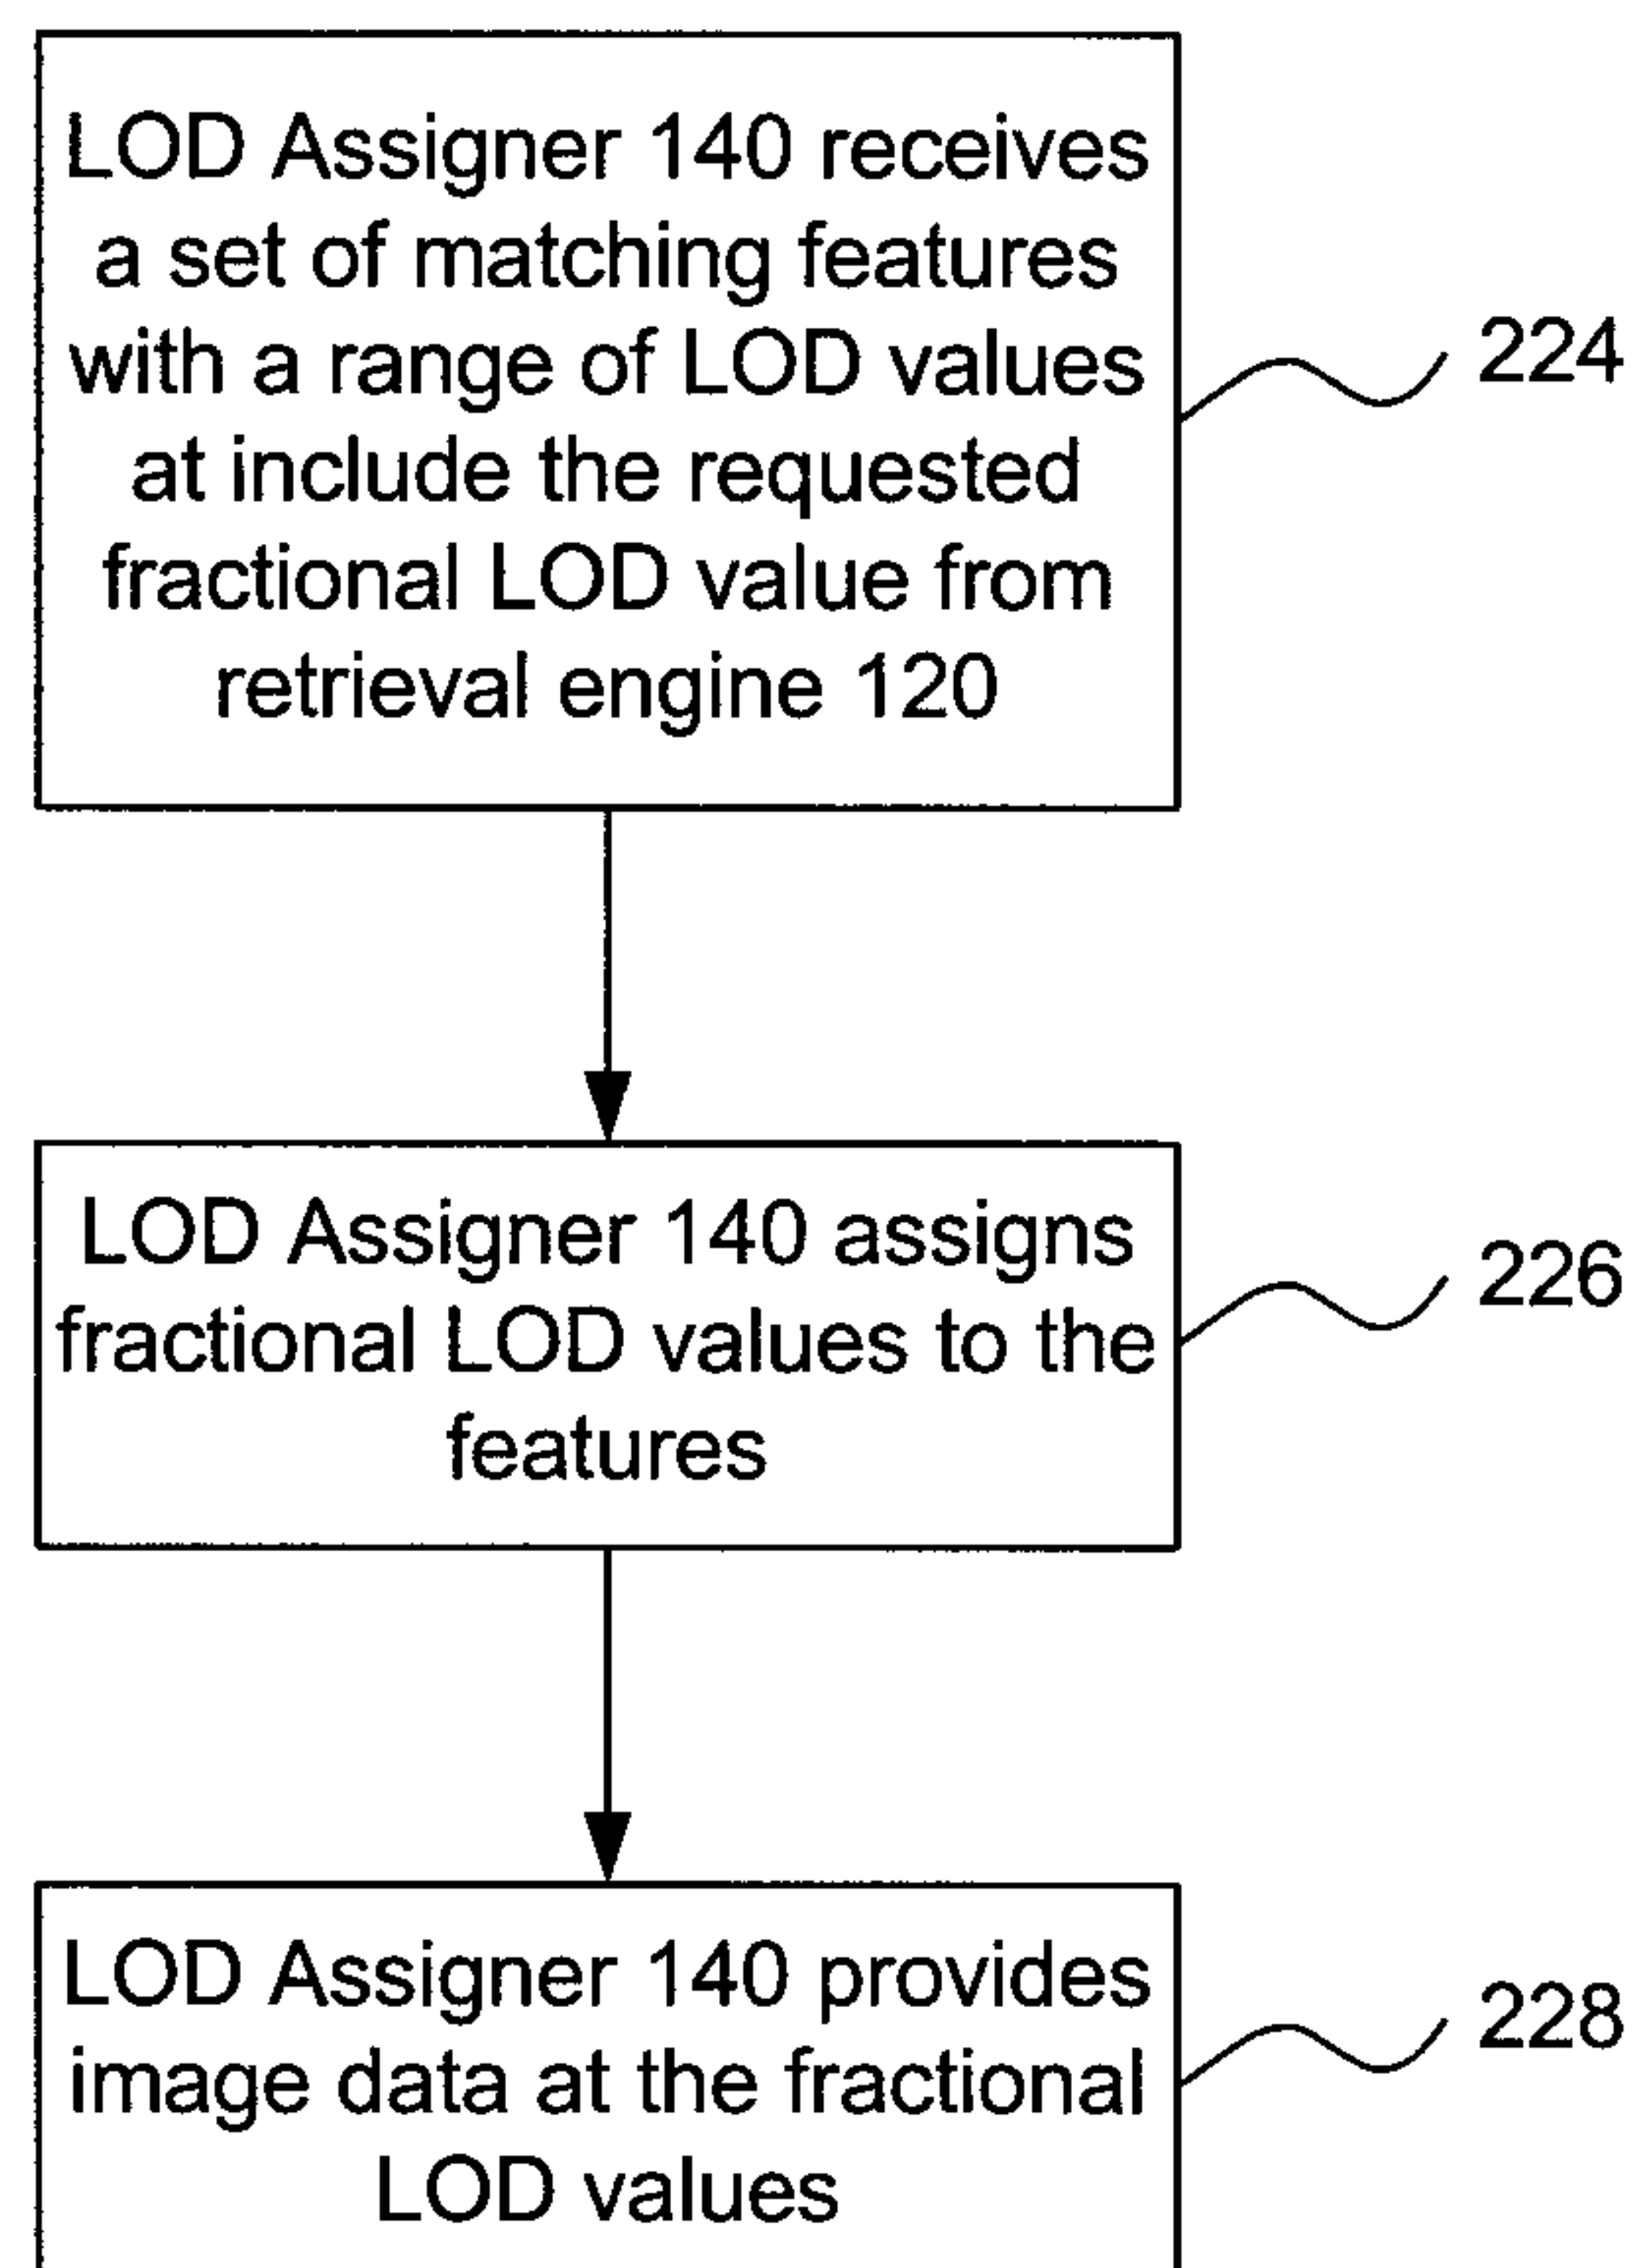 LOD Assigner 140 receives
a set of matching features
with a range of LOD values
at include the requested
fractional LOD value from
retrieval engine 120
224
LOD Assigner 140 assigns
fractional LOD values to the
features
226
LOD Assigner 140 provides
image data at the fractional
LOD values
228